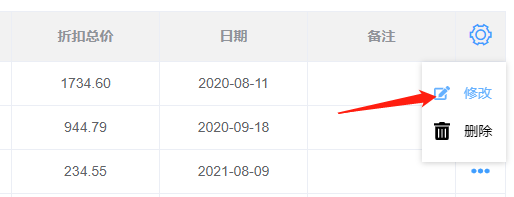 折扣总价 日期 备注
1734.60 2020-08-11
修改
944.79 2020-09-18
删除
234.55 2021-08-09